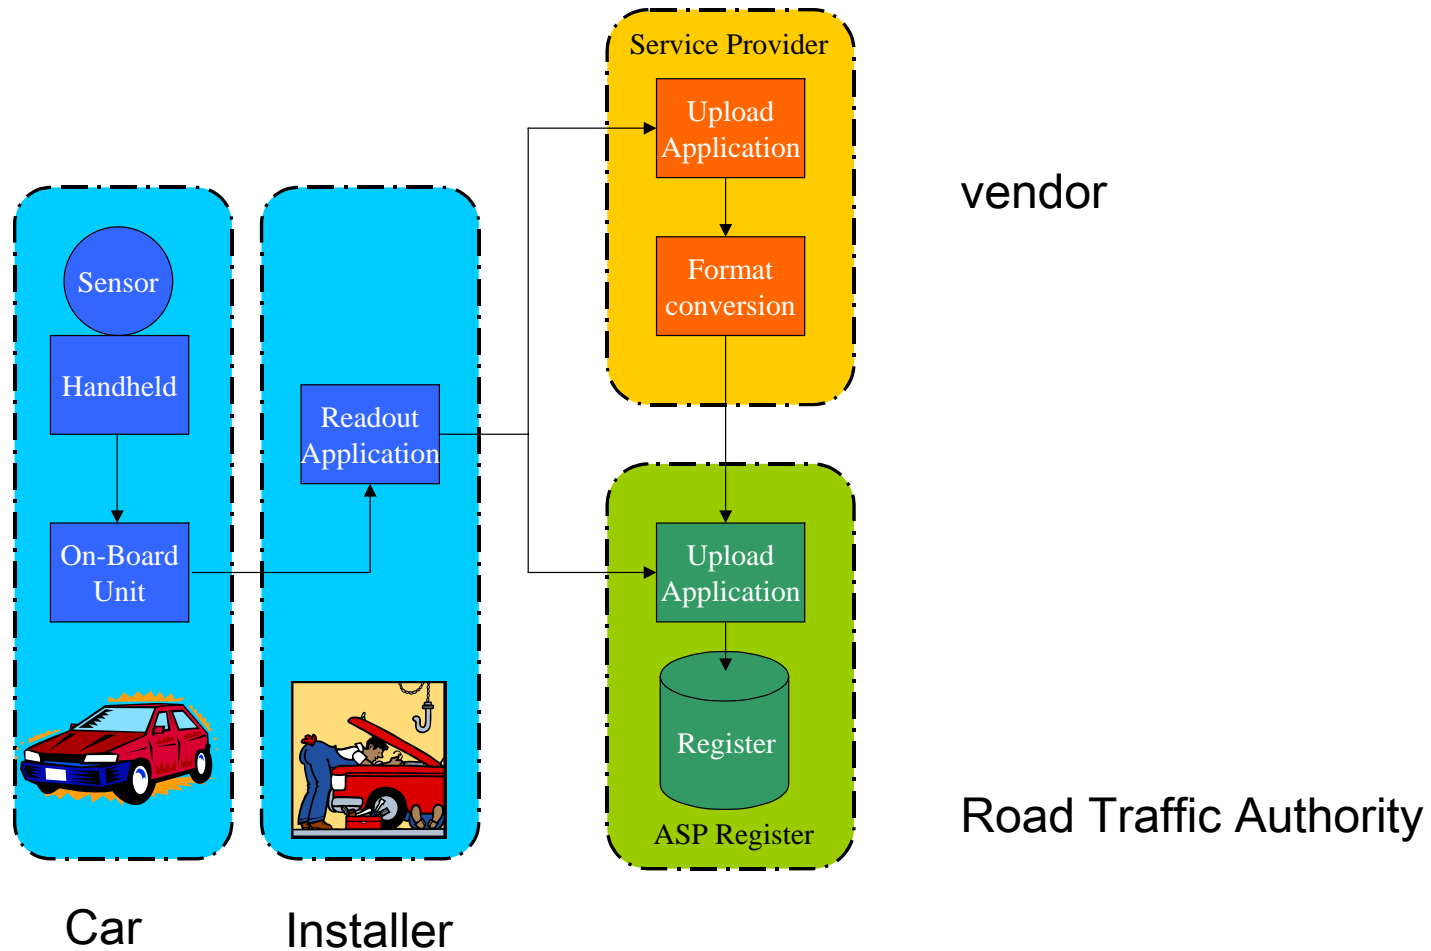 Service Provider
Upload
Application
Format
conversion
vendor
Sensor
Handheld
On-Board
Unit
Readout
Application
Upload
Application
Register
ASP Register
Road Traffic Authority
Car
Installer